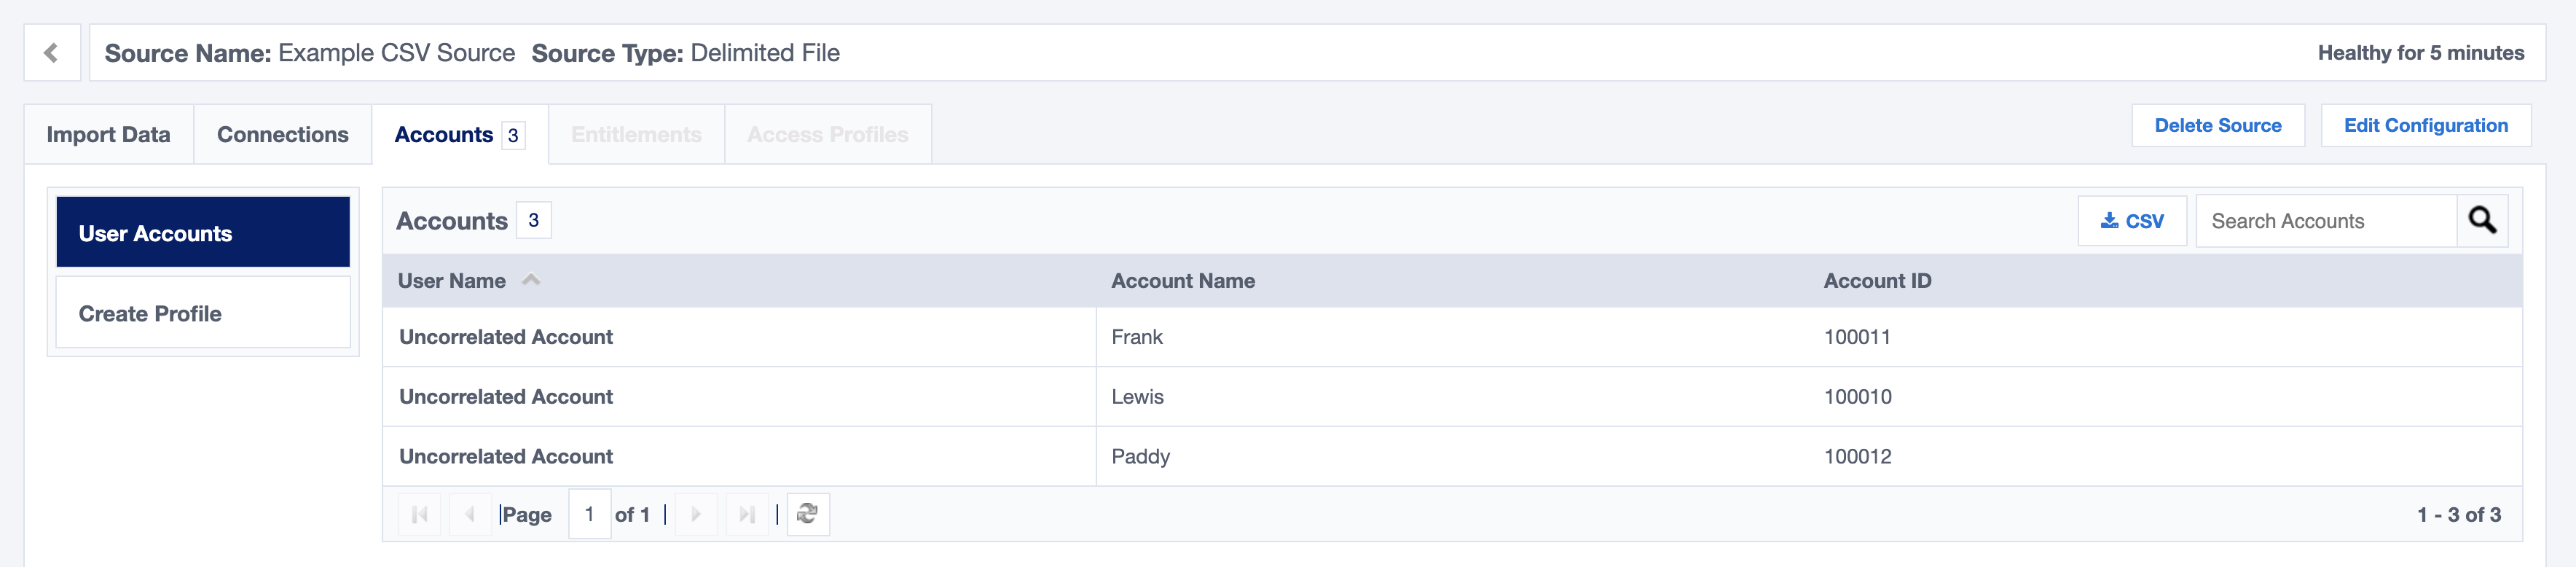 Source Name: Example CSV Source Source Type: Delimited File Healthy for 5 minutes
Import Data Connections Accounts 3 Entitlements Access Profiles Delete Source Edit Configuration
User Accounts
Create Profile
Accounts 3 CSV Search Accounts
User Name Account Name Account ID
Uncorrelated Account Frank 100011
Uncorrelated Account Lewis 100010
Uncorrelated Account Paddy 100012
|Page 1 of 1 | | 1 - 3 of 3